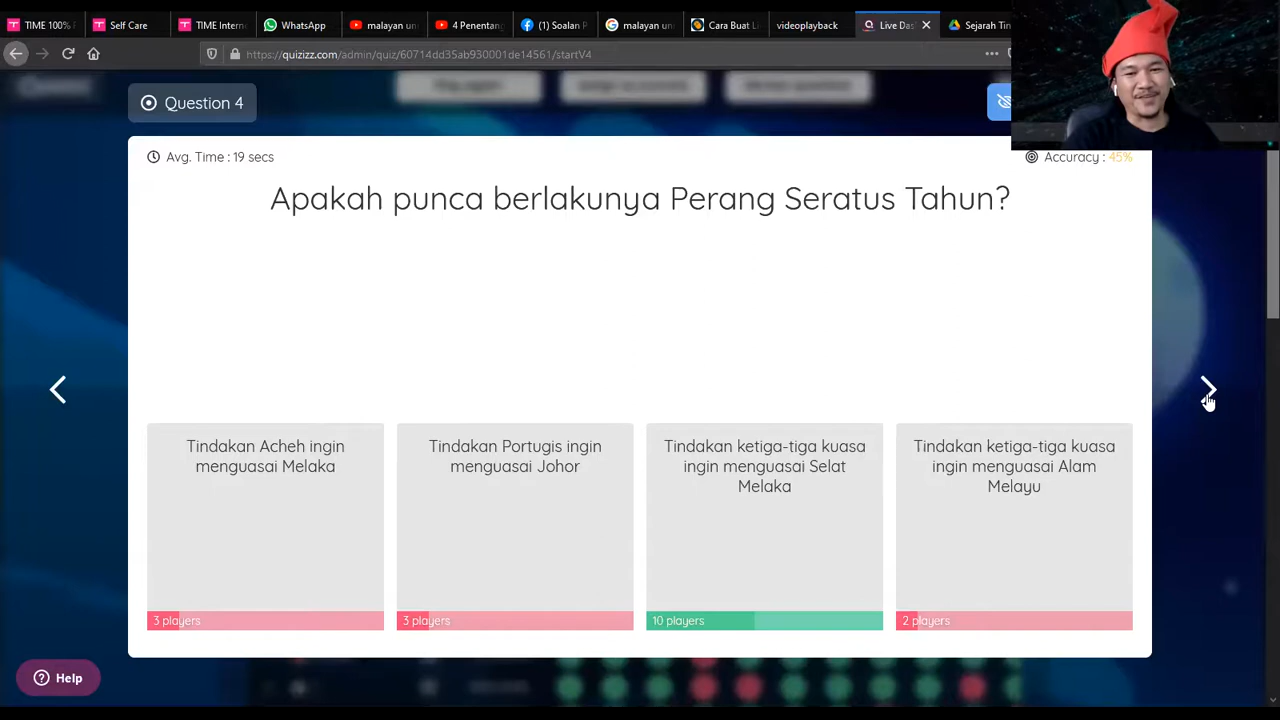 TIME 100% F
Self Care
TIME Intern
WhatsApp
malayan un
4 Penentang
(1) Soalan P
malayan un
Cara Buat L
videoplayback
Live Das
Sejarah Tin
https://quizizz.com/admin/quiz/60714dd35ab930001de14561/startV4
Question 4
Avg. Time : 19 secs
Accuracy : 45%
Apakah punca berlakunya Perang Seratus Tahun?
Tindakan Acheh ingin
menguasai Melaka
3 players
Tindakan Portugis ingin
menguasai Johor
3 players
Tindakan ketiga-tiga kuasa
ingin menguasai Selat
Melaka
10 players
Tindakan ketiga-tiga kuasa
ingin menguasai Alam
Melayu
2 players
Help